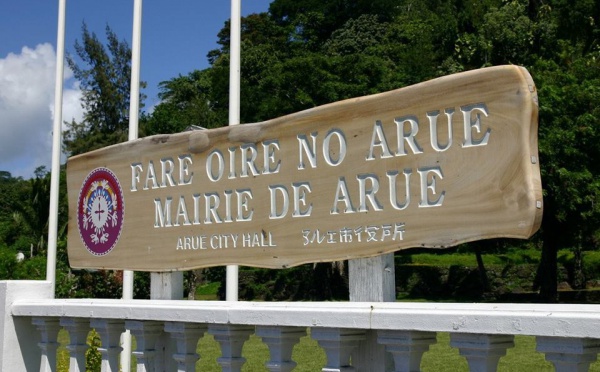 FARE OIRE NO ARUE
MAIRIE DE ARUE
ARUE CITY HALL アルエ市役所